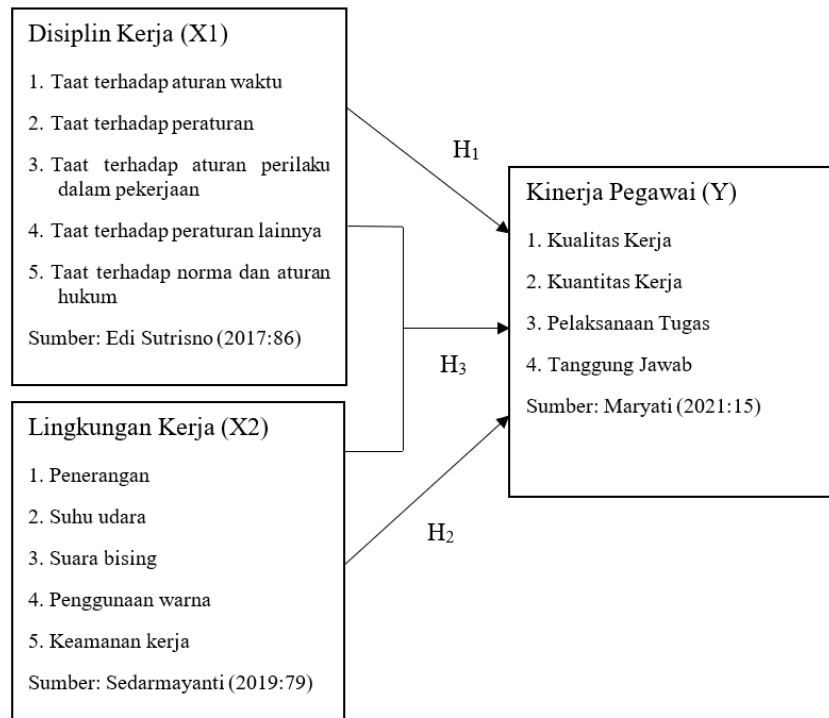 Disiplin Kerja (X1)
1. Taat terhadap aturan waktu
2. Taat terhadap peraturan
3. Taat terhadap aturan perilaku
dalam pekerjaan
4. Taat terhadap peraturan lainnya
5. Taat terhadap norma dan aturan
hukum
Sumber: Edi Sutrisno (2017:86)
Lingkungan Kerja (X2)
1. Penerangan
2. Suhu udara
3. Suara bising
4. Penggunaan warna
5. Keamanan kerja
Sumber: Sedarmayanti (2019:79)
H₁
H₃
H₂
Kinerja Pegawai (Y)
1. Kualitas Kerja
2. Kuantitas Kerja
3. Pelaksanaan Tugas
4. Tanggung Jawab
Sumber: Maryati (2021:15)